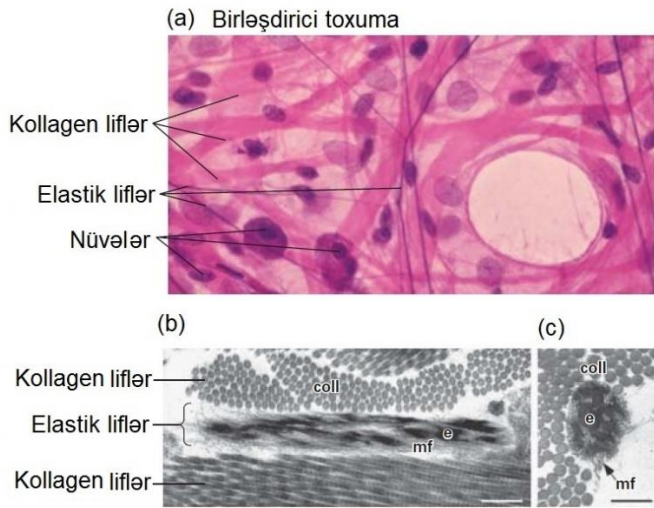 (a) Birləşdirici toxuma
Kollagen liflər
Elastik liflər
Nüvələr
(b)
(c)
Kollagen liflər
coll
coll
Elastik liflər
e
e
mf
mf
Kollagen liflər